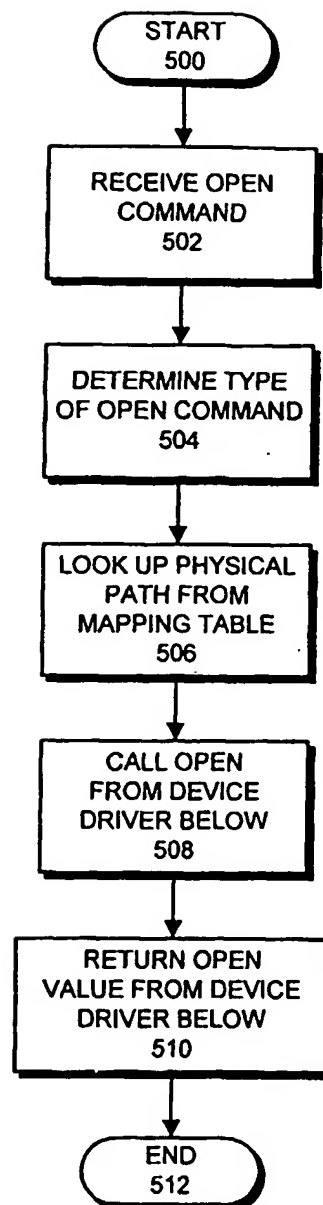 START
500
RECEIVE OPEN
COMMAND
502
DETERMINE TYPE
OF OPEN COMMAND
504
LOOK UP PHYSICAL
PATH FROM
MAPPING TABLE
506
CALL OPEN
FROM DEVICE
DRIVER BELOW
508
RETURN OPEN
VALUE FROM DEVICE
DRIVER BELOW
510
END
512